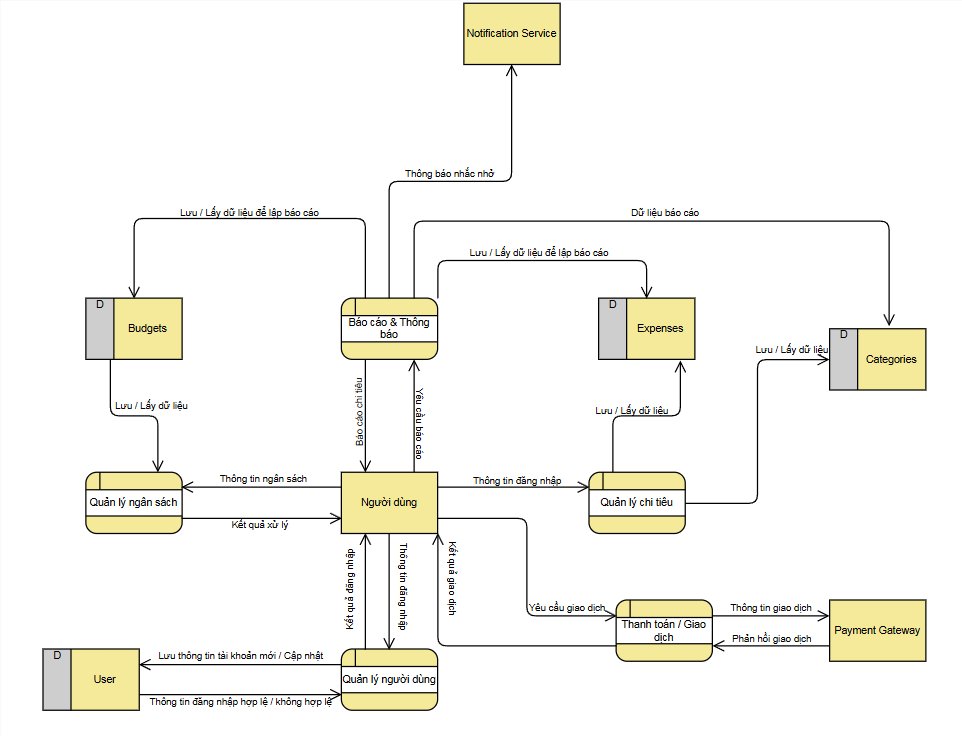 Notification Service
Thông báo nhắc nhở
Lưu / Lấy dữ liệu để lập báo cáo
Dữ liệu báo cáo
Lưu / Lấy dữ liệu để lập báo cáo
D
Budgets
Báo cáo & Thông
báo
D
Expenses
D
Categories
Lưu / Lấy dữ liệu
Lưu / Lấy dữ liệu
Báo cáo chi tiêu
Yêu cầu báo cáo
Lưu / Lấy dữ liệu
Quản lý ngân sách
Thông tin ngân sách
Kết quả xử lý
Người dùng
Thông tin đăng nhập
Quản lý chi tiêu
Kết quả đăng nhập
Thông tin đăng nhập
Kết quả giao dịch
Yêu cầu giao dịch
Thanh toán / Giao
dịch
Thông tin giao dịch
Phản hồi giao dịch
Payment Gateway
D
User
Lưu thông tin tài khoản mới / Cập nhật
Thông tin đăng nhập hợp lệ / không hợp lệ
Quản lý người dùng